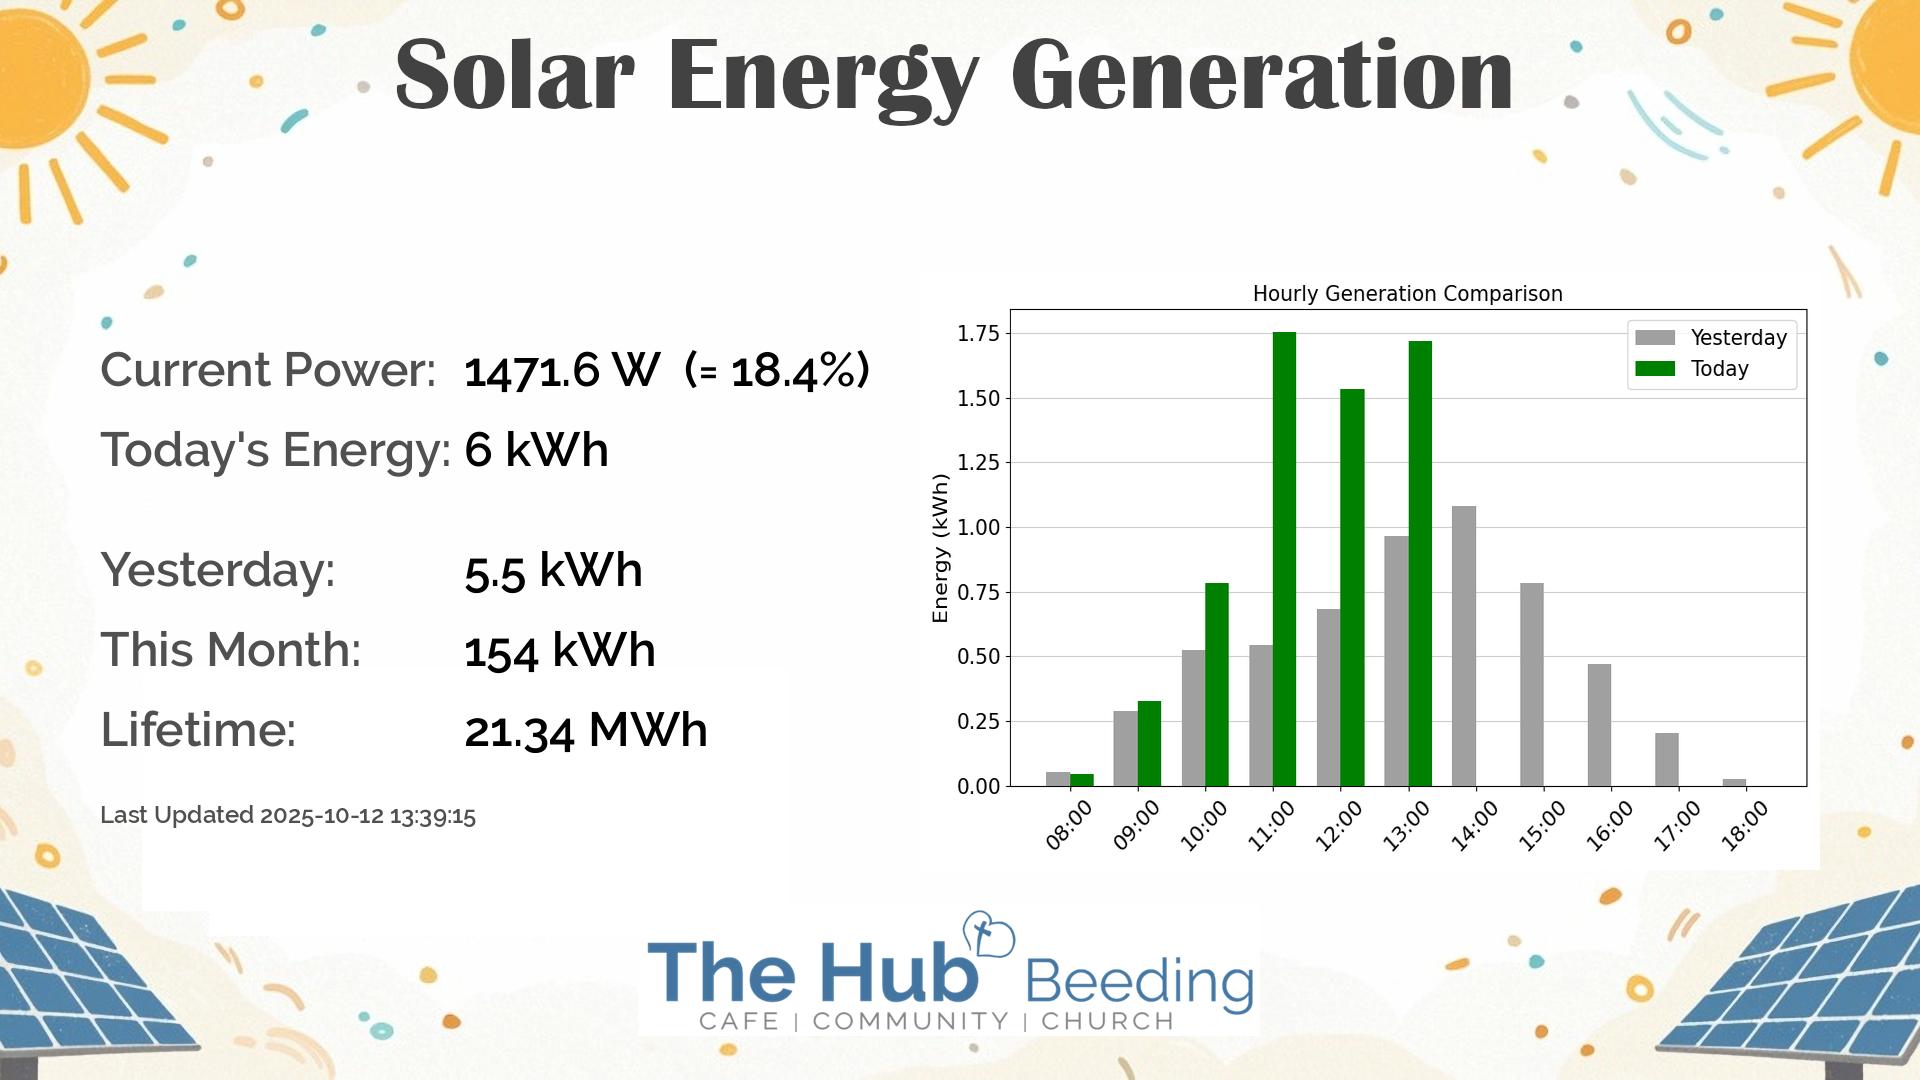 Solar Energy Generation
Current Power: 1471.6 W (= 18.4%)
Today's Energy: 6 kWh
Yesterday: 5.5 kWh
This Month: 154 kWh
Lifetime: 21.34 MWh
Last Updated 2025-10-12 13:39:15
Hourly Generation Comparison
Yesterday
Today
Energy (kWh)
1.75
1.50
1.25
1.00
0.75
0.50
0.25
0.00
08:00 09:00 10:00 11:00 12:00 13:00 14:00 15:00 16:00 17:00 18:00
The Hub Beeding
CAFE | COMMUNITY | CHURCH